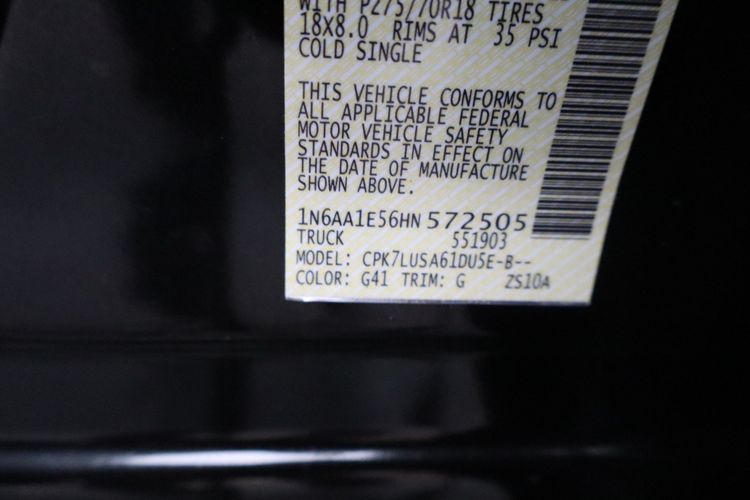 WITH P275/70R18 TIRES
18X8.0 RIMS AT 35 PSI
COLD SINGLE
THIS VEHICLE CONFORMS TO
ALL APPLICABLE FEDERAL
MOTOR VEHICLE SAFETY
STANDARDS IN EFFECT ON
THE DATE OF MANUFACTURE
SHOWN ABOVE.
1N6AA1E56HN 572505
TRUCK 551903
MODEL: CPK7LUSA61DU5E-B--
COLOR: G41 TRIM: G ZS10A